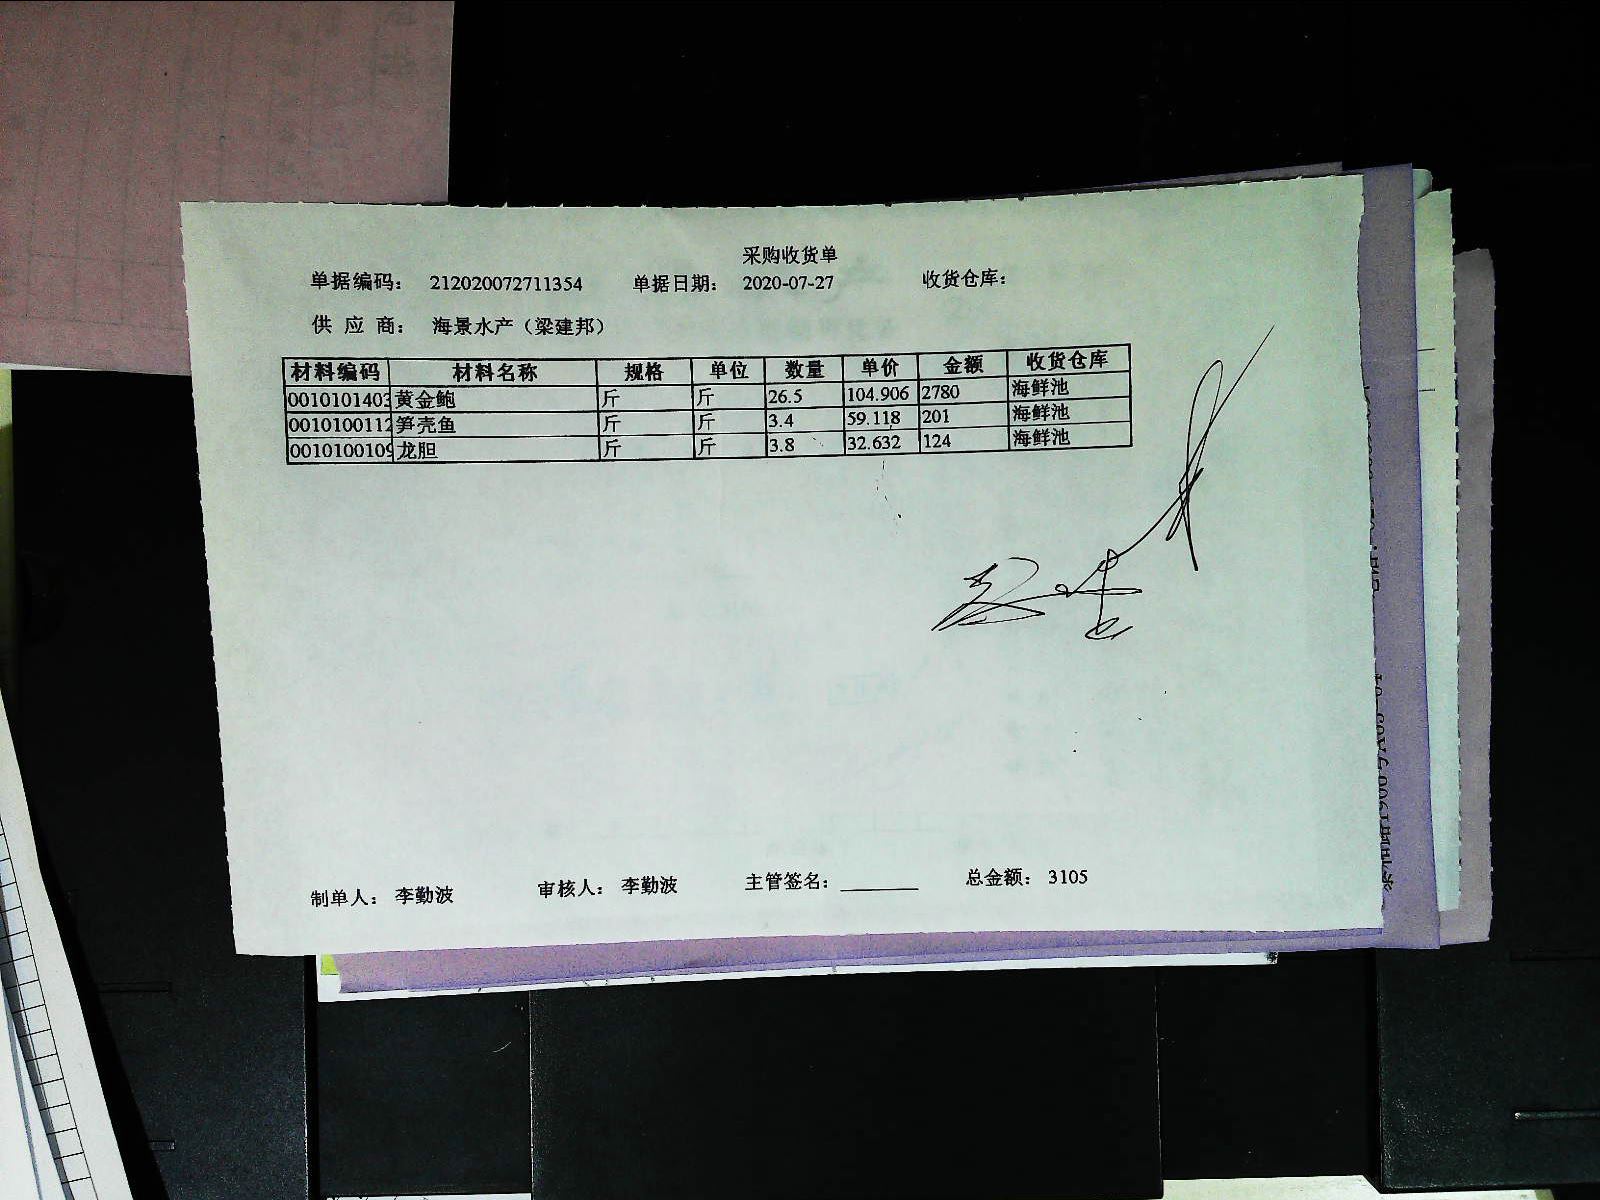 采购收货单
单据编码： 212020072711354 单据日期： 2020-07-27 收货仓库：
供 应 商： 海景水产（梁建邦）
材料编码 材料名称 规格 单位 数量 单价 金额 收货仓库
0010101403 黄金鲍 斤 斤 26.5 104.906 2780 海鲜池
0010100112 笋壳鱼 斤 斤 3.4 59.118 201 海鲜池
0010100109 龙胆 斤 斤 3.8 32.632 124 海鲜池
制单人： 李勤波 审核人： 李勤波 主管签名： 总金额： 3105